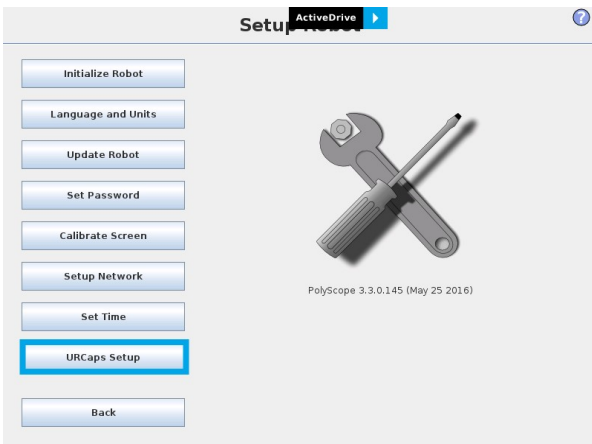 Setup Robot
ActiveDrive
?
Initialize Robot
Language and Units
Update Robot
Set Password
Calibrate Screen
Setup Network
PolyScope 3.3.0.145 (May 25 2016)
Set Time
URCaps Setup
Back